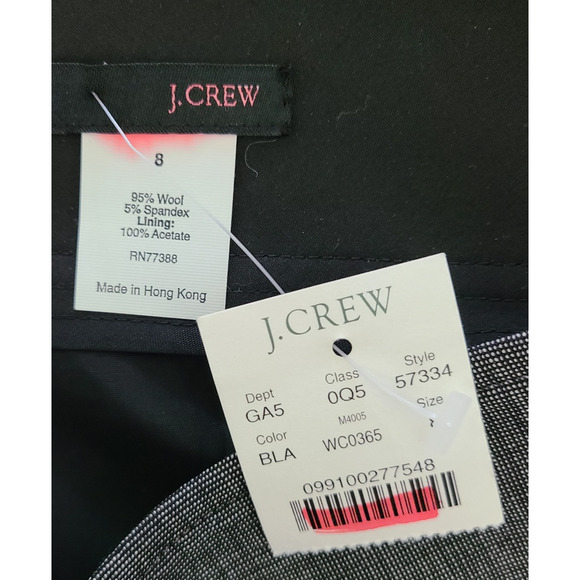 J.CREW
8
95% Wool
5% Spandex
Lining:
100% Acetate
RN77388
Made in Hong Kong
J.CREW
Dept
GA5
Class
0Q5
Style
57334
Color
BLA
M4005
WC0365
Size
099100277548